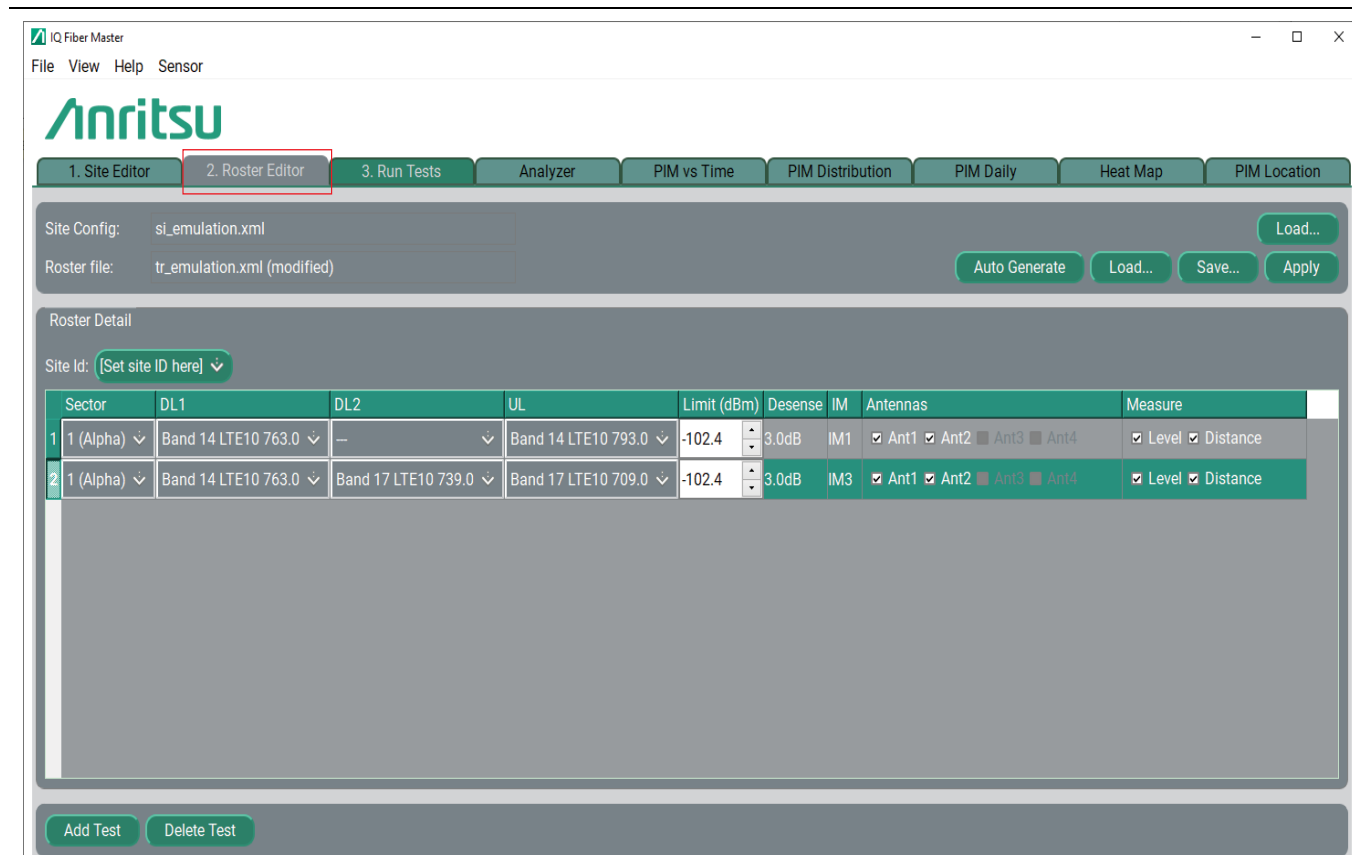 IQ Fiber Master
File View Help Sensor
Anritsu
1. Site Editor 2. Roster Editor 3. Run Tests Analyzer PIM vs Time PIM Distribution PIM Daily Heat Map PIM Location
Site Config: si_emulation.xml Load...
Roster file: tr_emulation.xml (modified) Auto Generate Load... Save... Apply
Roster Detail
Site Id: [Set site ID here]
Sector DL1 DL2 UL Limit (dBm) Desense IM Antennas Measure
1 1 (Alpha) Band 14 LTE10 763.0 --- Band 14 LTE10 793.0 -102.4 3.0dB IM1 Ant1 Ant2 Ant3 Ant4 Level Distance
2 1 (Alpha) Band 14 LTE10 763.0 Band 17 LTE10 739.0 Band 17 LTE10 709.0 -102.4 3.0dB IM3 Ant1 Ant2 Ant3 Ant4 Level Distance
Add Test Delete Test